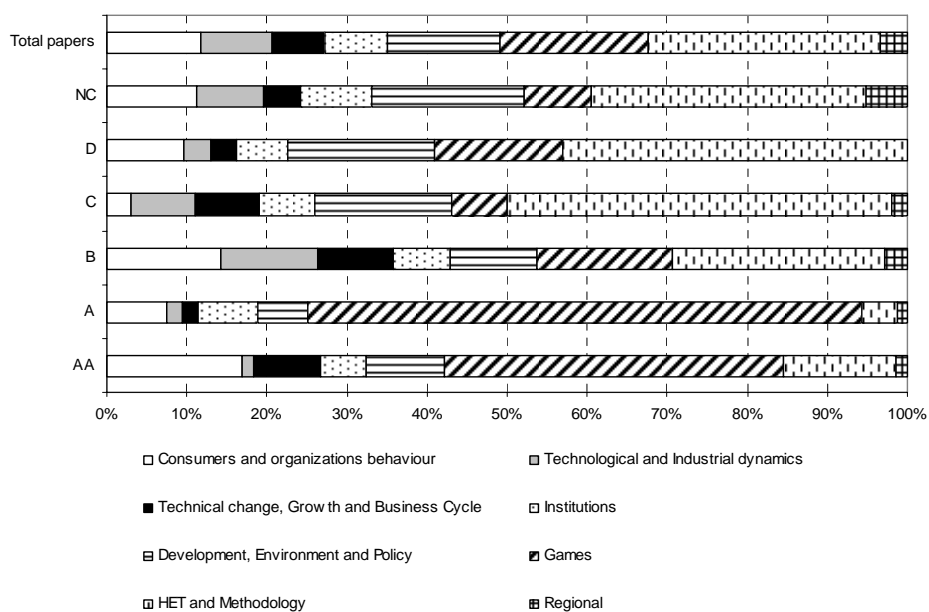 Total papers
NC
D
C
B
A
AA
0% 10% 20% 30% 40% 50% 60% 70% 80% 90% 100%
Consumers and organizations behaviour Technological and Industrial dynamics
Technical change, Growth and Business Cycle Institutions
Development, Environment and Policy Games
HET and Methodology Regional